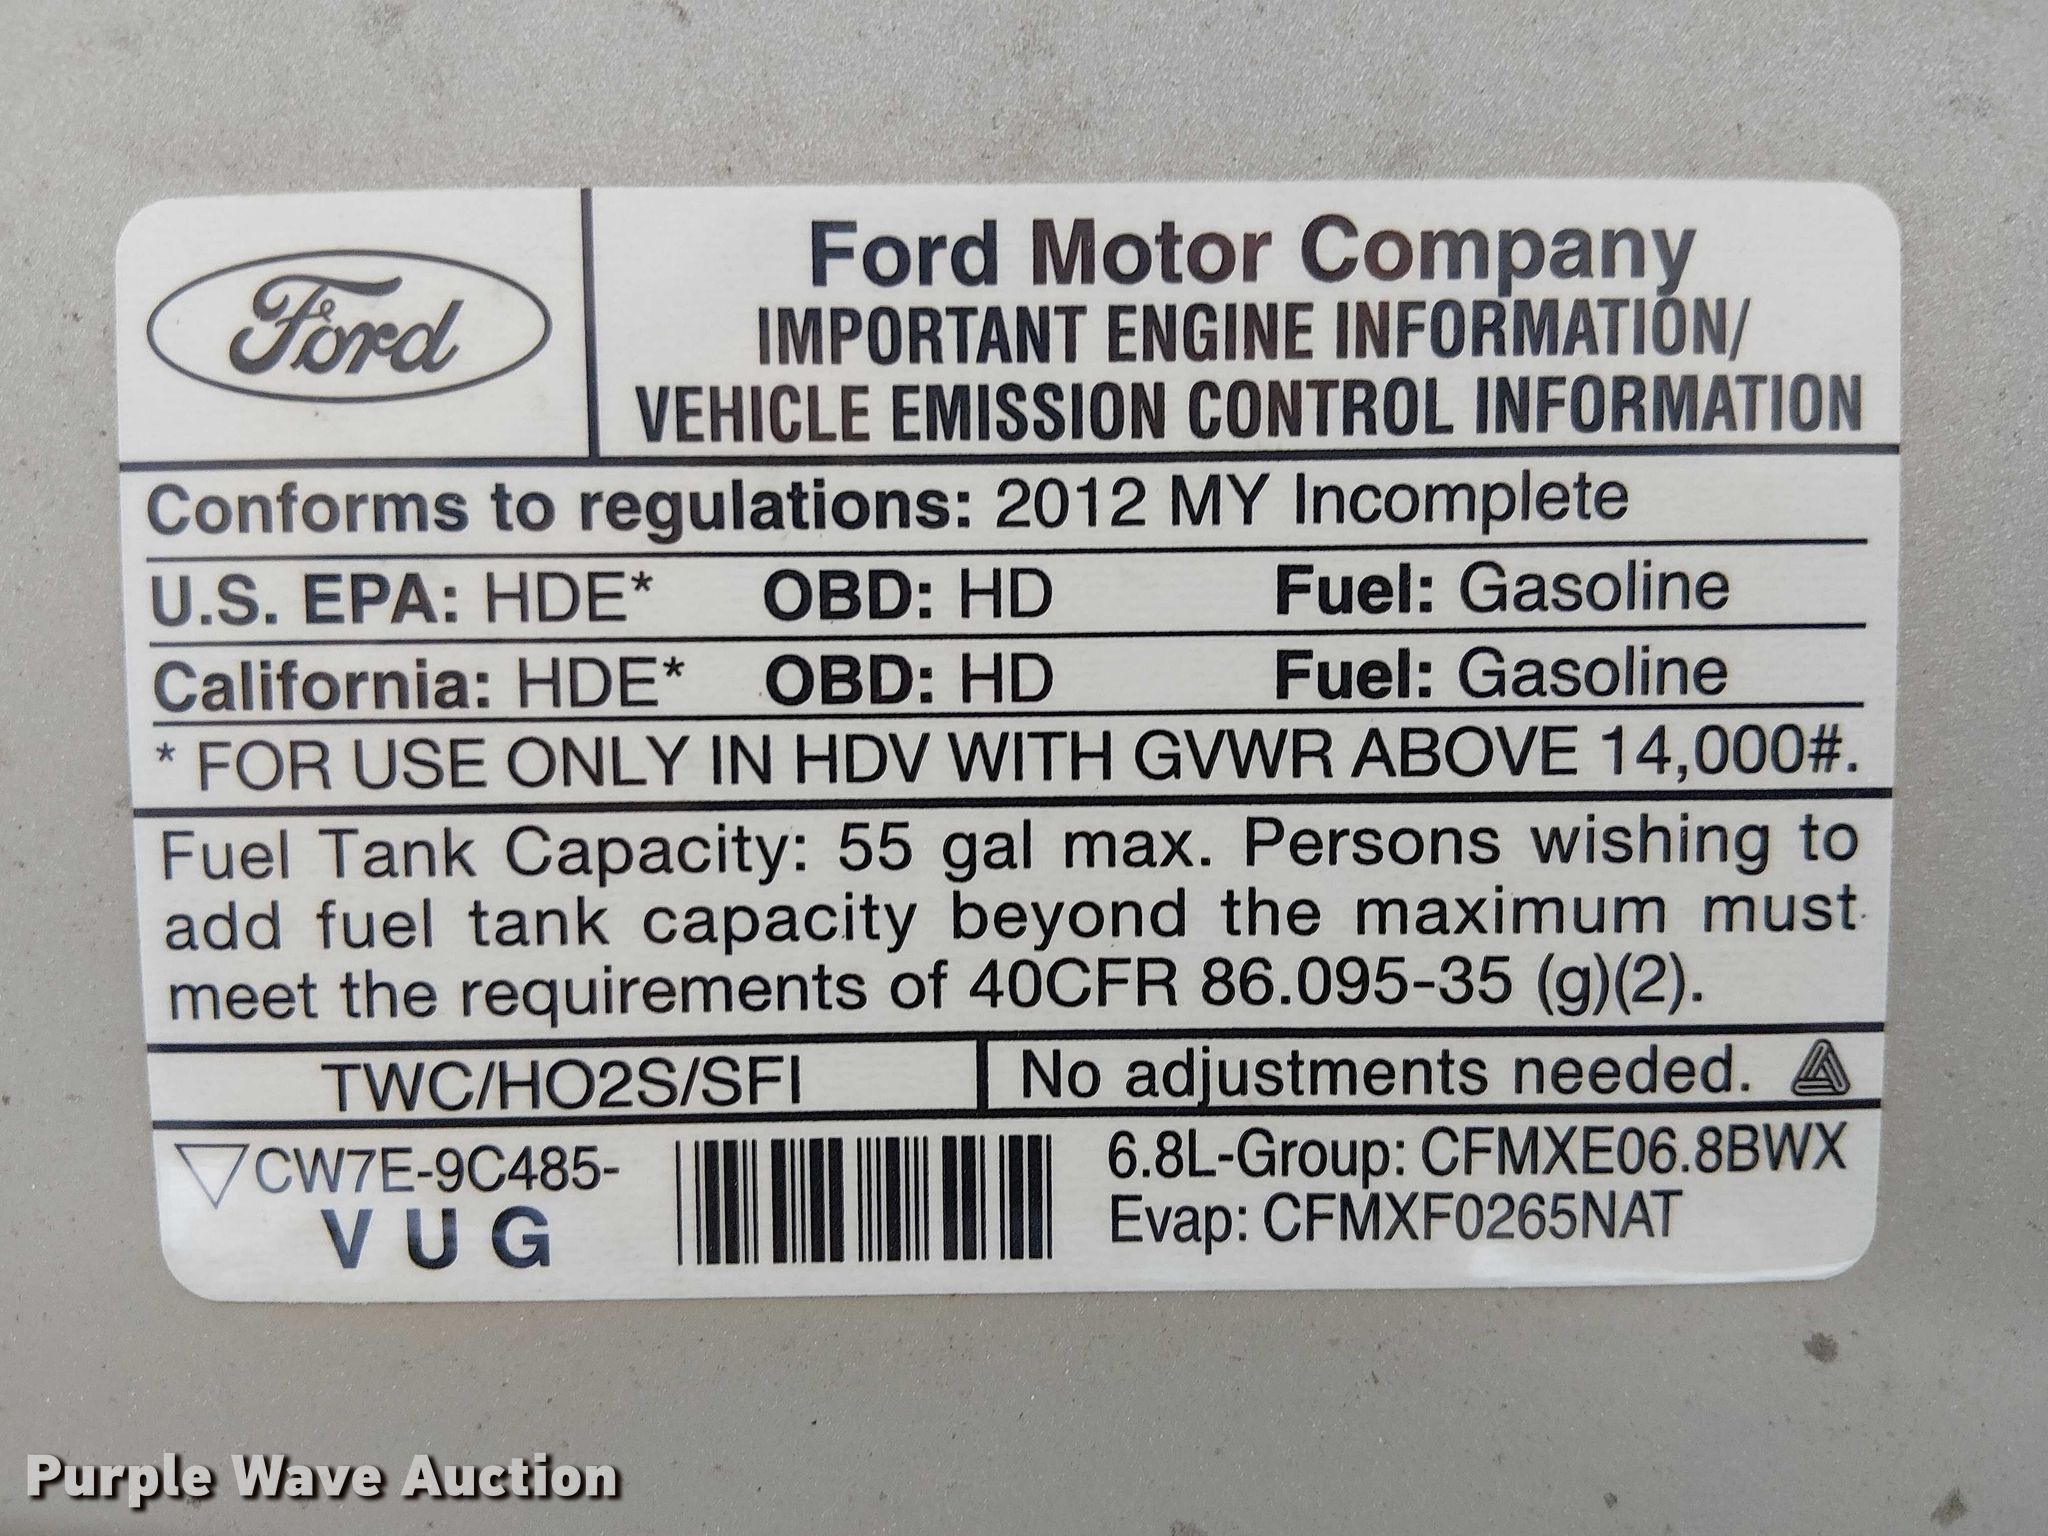 Ford
Ford Motor Company
IMPORTANT ENGINE INFORMATION/
VEHICLE EMISSION CONTROL INFORMATION
Conforms to regulations: 2012 MY Incomplete
U.S. EPA: HDE* OBD: HD Fuel: Gasoline
California: HDE* OBD: HD Fuel: Gasoline
* FOR USE ONLY IN HDV WITH GVWR ABOVE 14,000#.
Fuel Tank Capacity: 55 gal max. Persons wishing to
add fuel tank capacity beyond the maximum must
meet the requirements of 40CFR 86.095-35 (g)(2).
TWC/HO2S/SFI
No adjustments needed.
CW7E-9C485-
VUG
6.8L-Group: CFMXE06.8BWX
Evap: CFMXF0265NAT
Purple Wave Auction